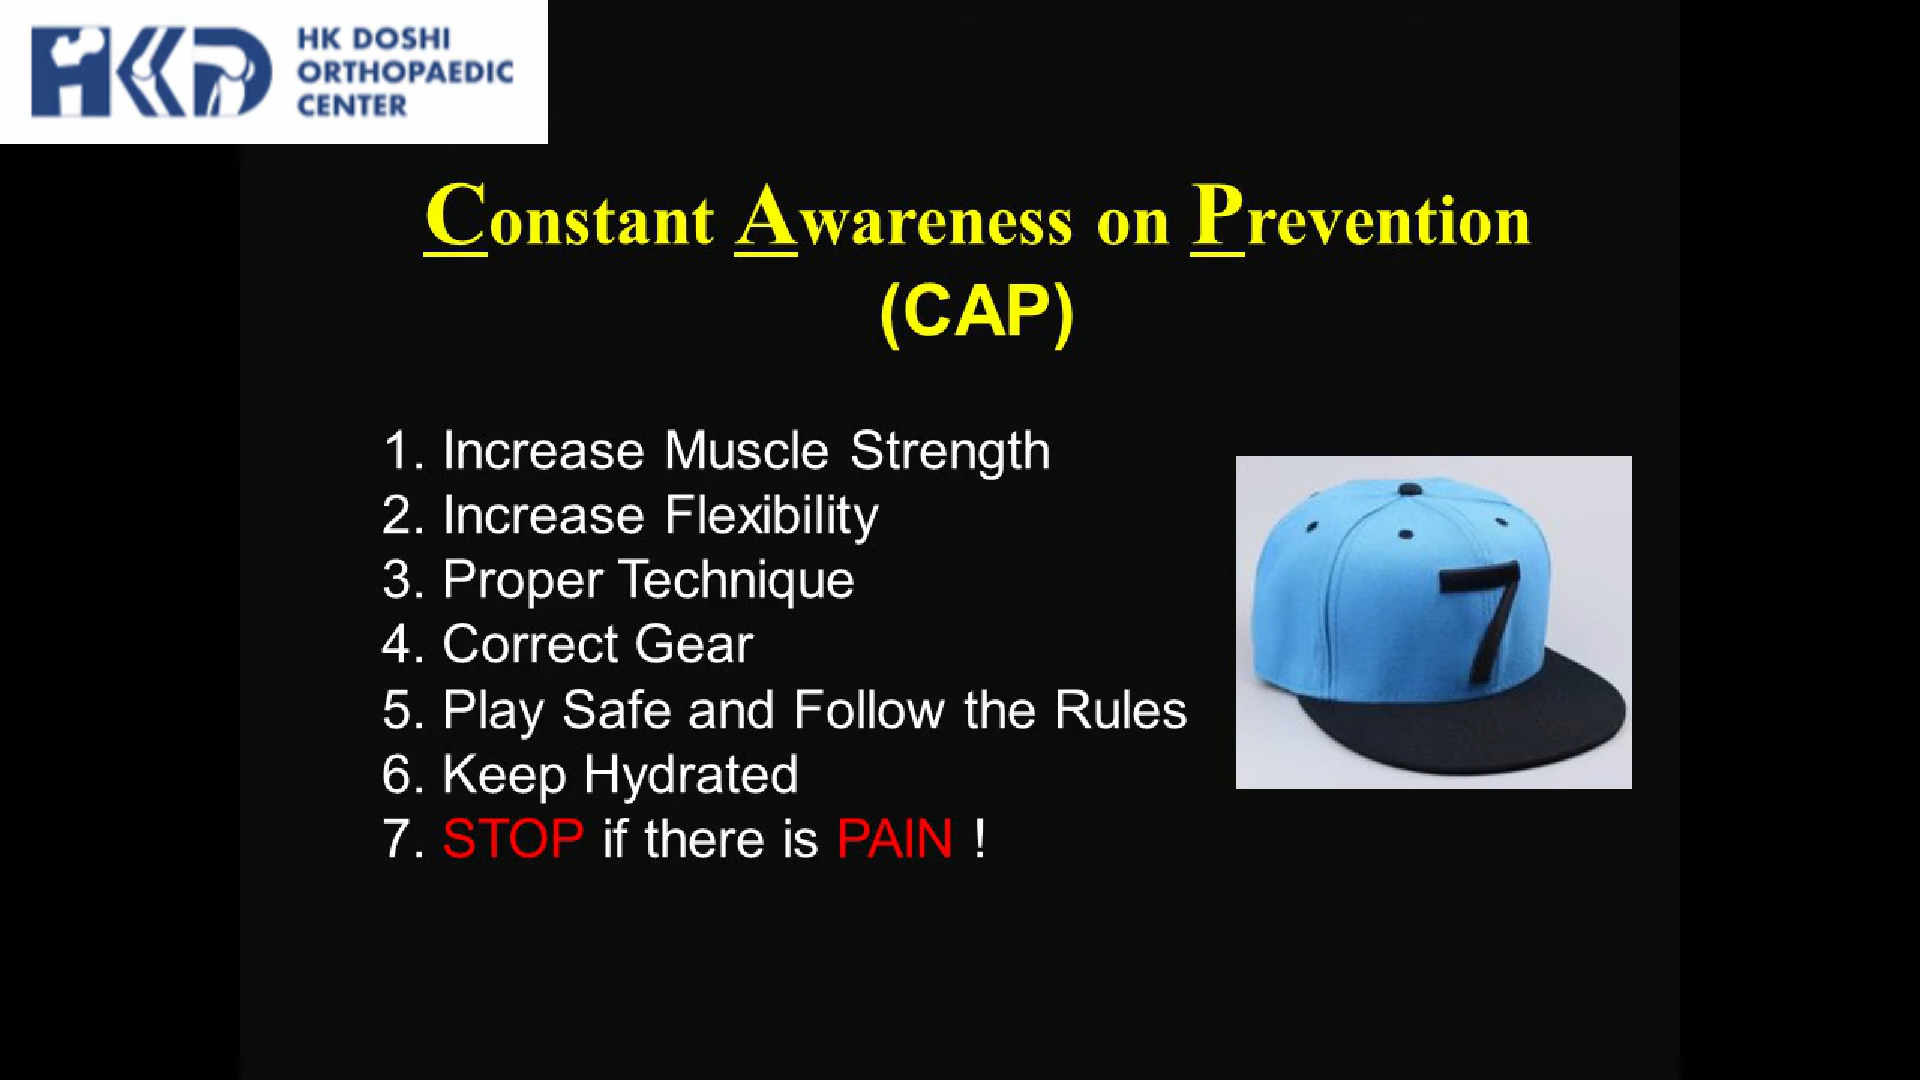 HK DOSHI
ORTHOPAEDIC
CENTER
Constant Awareness on Prevention
(CAP)
1. Increase Muscle Strength
2. Increase Flexibility
3. Proper Technique
4. Correct Gear
5. Play Safe and Follow the Rules
6. Keep Hydrated
7. STOP if there is PAIN !
7